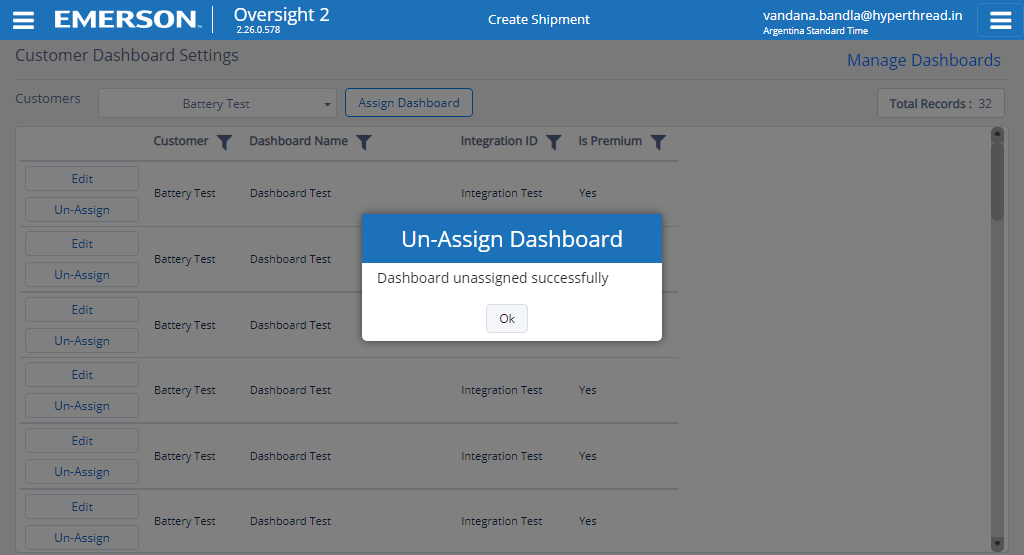 EMERSON™
Oversight 2
2.26.0.578
Create Shipment
vandana.bandla@hyperthread.in
Argentina Standard Time
Customer Dashboard Settings
Manage Dashboards
Customers
Battery Test
Assign Dashboard
Total Records : 32
Customer Dashboard Name Integration ID Is Premium
Edit
Un-Assign
Battery Test Dashboard Test Integration Test Yes
Edit
Un-Assign
Battery Test Dashboard Test
Edit
Un-Assign
Battery Test Dashboard Test
Edit
Un-Assign
Battery Test Dashboard Test Integration Test Yes
Edit
Un-Assign
Battery Test Dashboard Test Integration Test Yes
Edit
Un-Assign
Battery Test Dashboard Test Integration Test Yes
Un-Assign Dashboard
Dashboard unassigned successfully
Ok